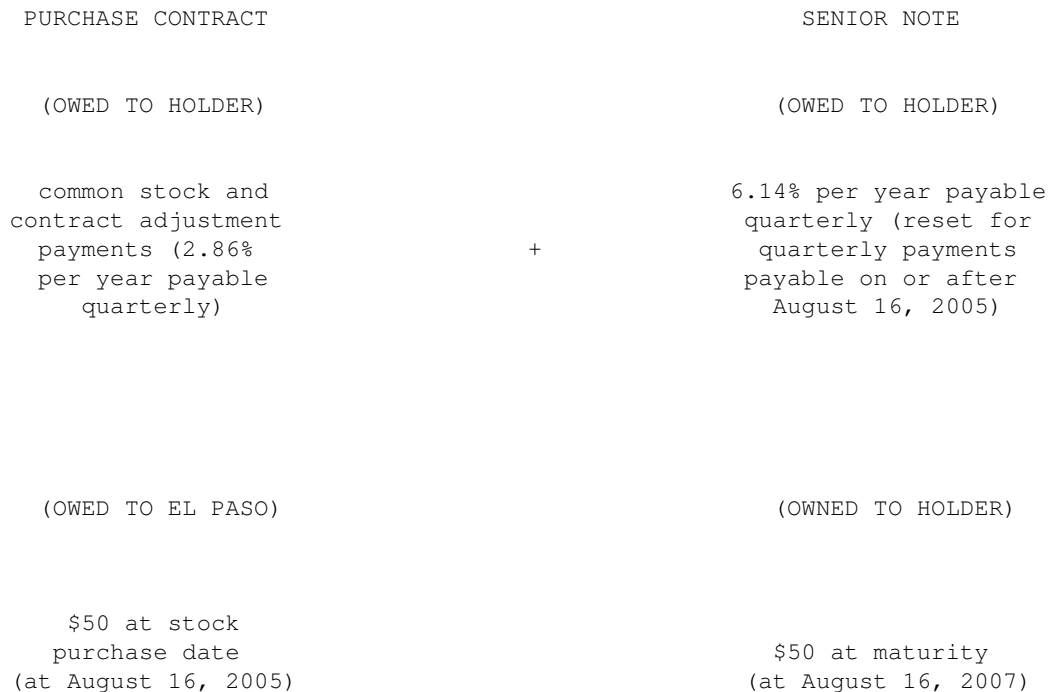 PURCHASE CONTRACT
SENIOR NOTE
(OWED TO HOLDER)
(OWED TO HOLDER)
common stock and
contract adjustment
payments (2.86%
per year payable
quarterly)
+
6.14% per year payable
quarterly (reset for
quarterly payments
payable on or after
August 16, 2005)
(OWED TO EL PASO)
(OWNED TO HOLDER)
$50 at stock
purchase date
(at August 16, 2005)
$50 at maturity
(at August 16, 2007)